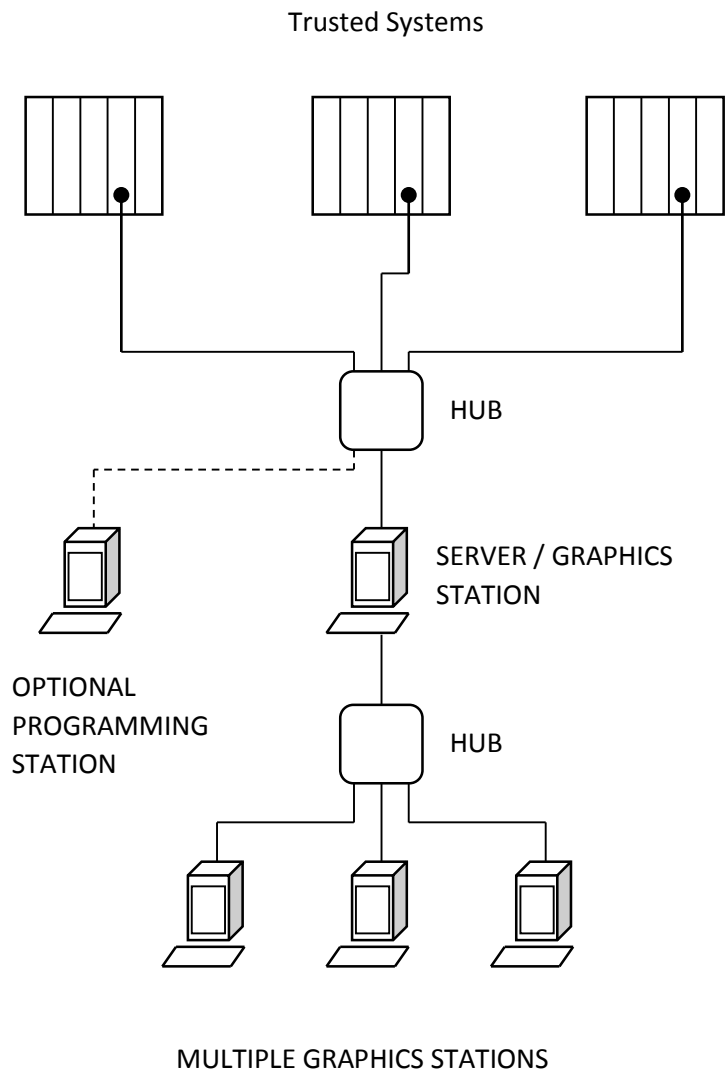 Trusted Systems
HUB
SERVER / GRAPHICS
STATION
OPTIONAL
PROGRAMMING
STATION
HUB
MULTIPLE GRAPHICS STATIONS